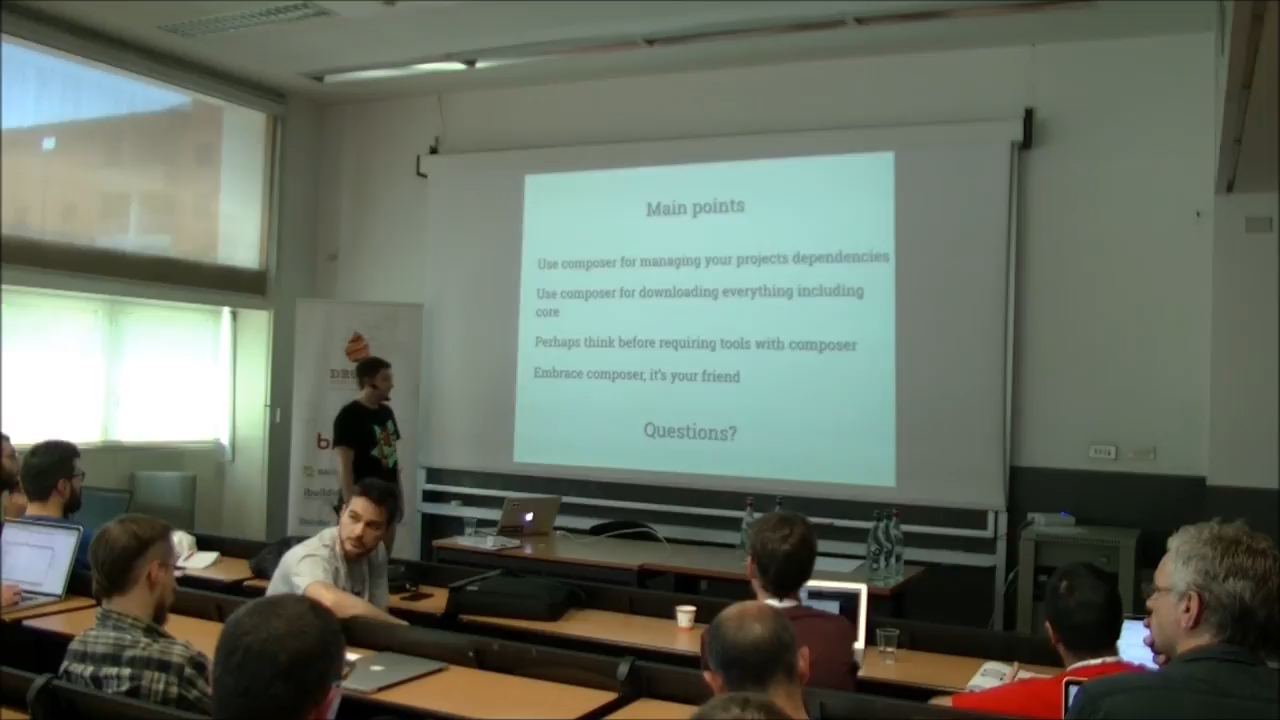 Main points
Use composer for managing your projects dependencies
Use composer for downloading everything including
core
Perhaps think before requiring tools with composer
Embrace composer, it's your friend
Questions?